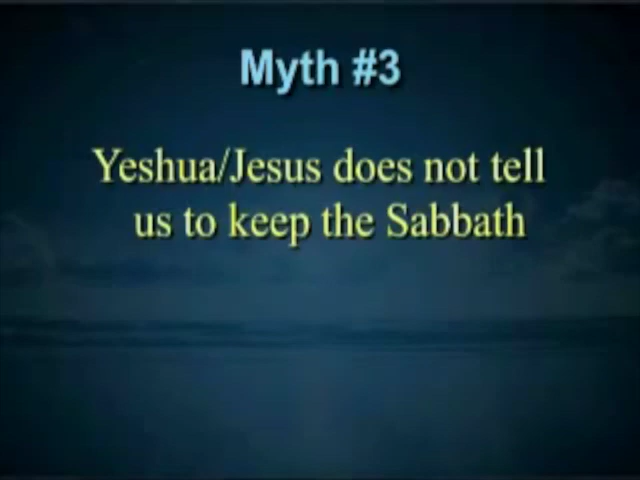 Myth #3
Yeshua/Jesus does not tell
us to keep the Sabbath